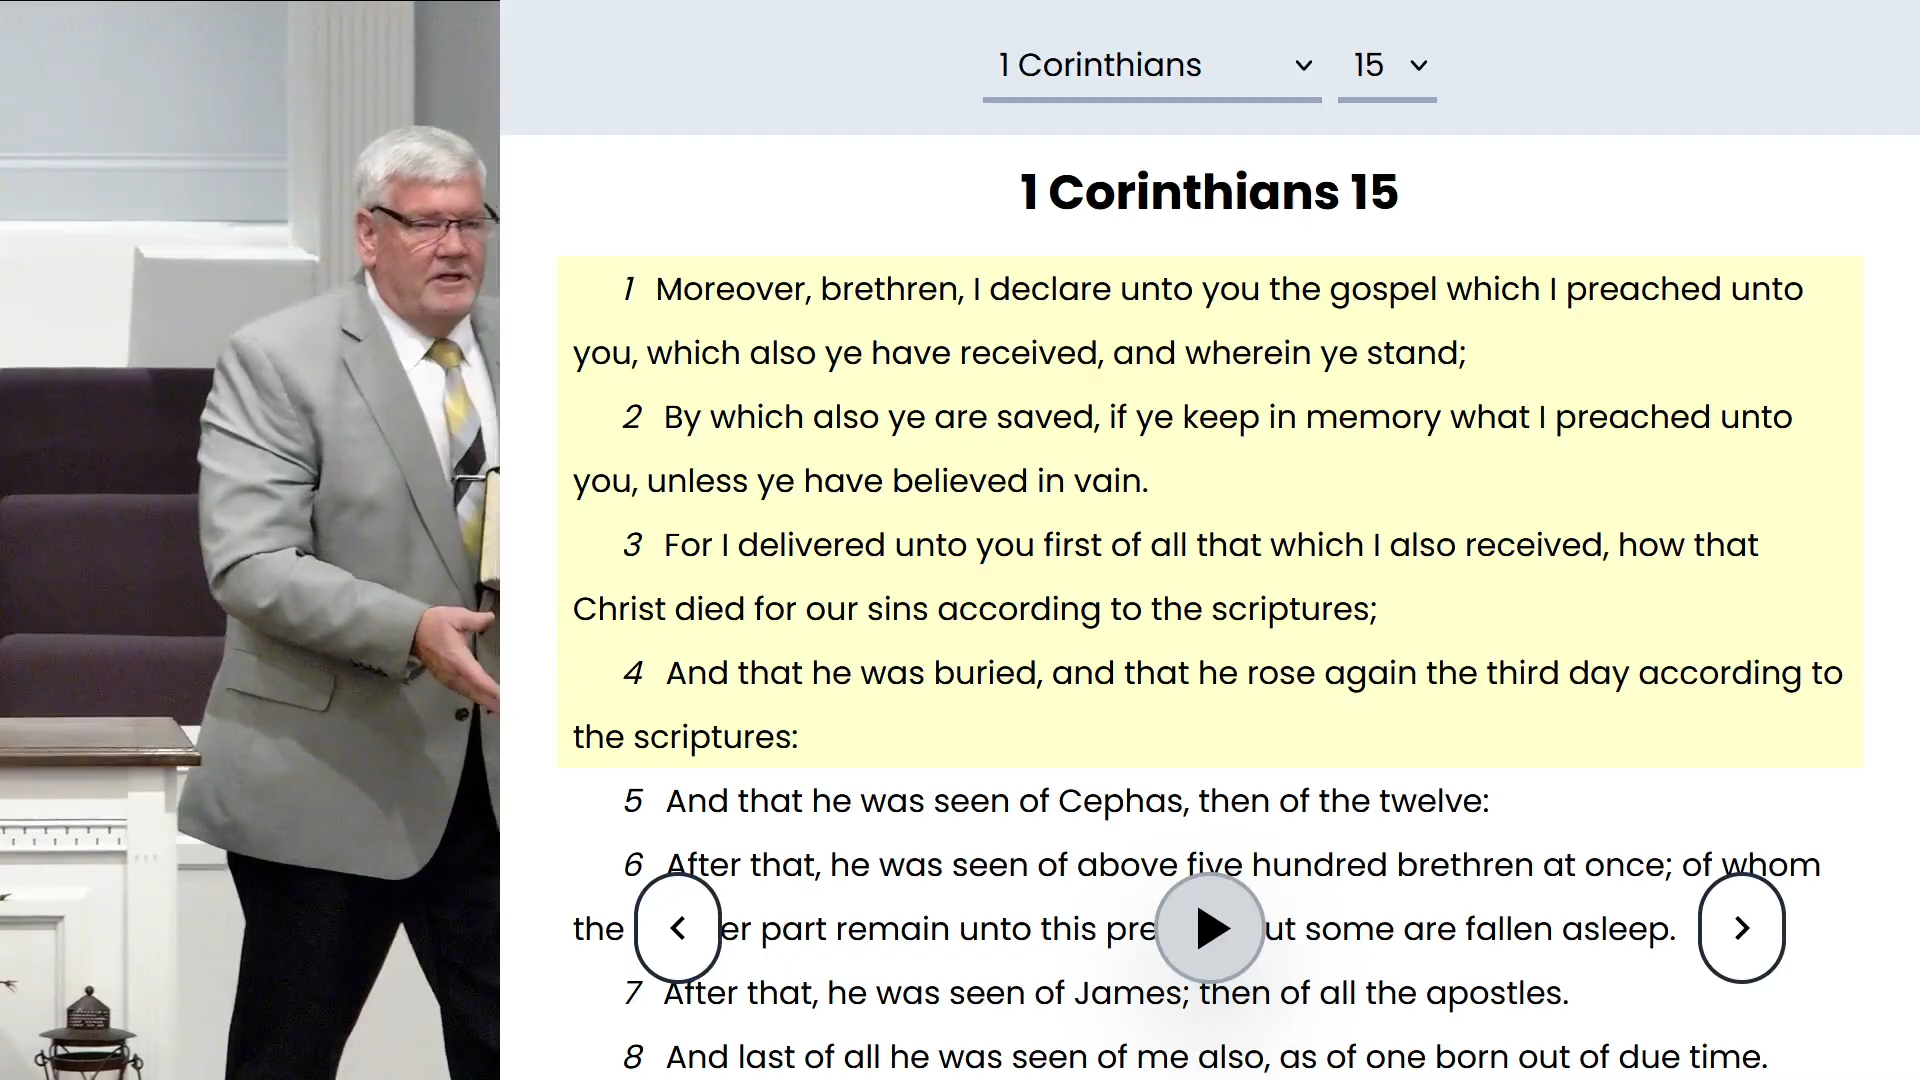 1 Corinthians 15
1 Corinthians 15
1 Moreover, brethren, I declare unto you the gospel which I preached unto
you, which also ye have received, and wherein ye stand;
2 By which also ye are saved, if ye keep in memory what I preached unto
you, unless ye have believed in vain.
3 For I delivered unto you first of all that which I also received, how that
Christ died for our sins according to the scriptures;
4 And that he was buried, and that he rose again the third day according to
the scriptures:
5 And that he was seen of Cephas, then of the twelve:
6 After that, he was seen of above five hundred brethren at once; of whom
the part remain unto this some are fallen asleep.
7 After that, he was seen of James; then of all the apostles.
8 And last of all he was seen of me also, as of one born out of due time.